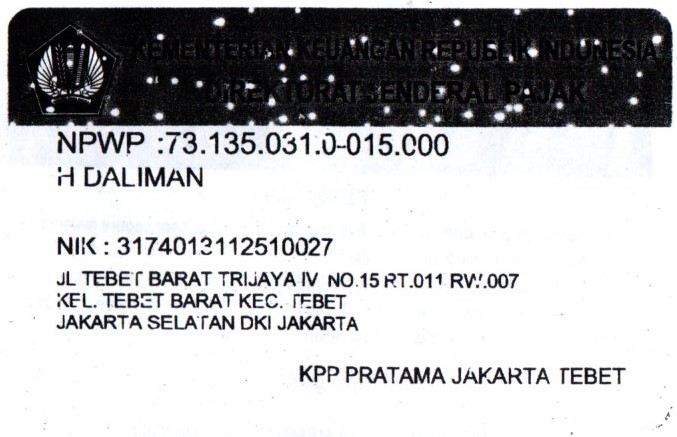 KEMENTERIAN KEUANGAN REPUBLIK INDONESIA
DIREKTORAT JENDERAL PAJAK
NPWP :73.135.031.0-015.000
H DALIMAN
NIK : 3174013112510027
JL TEBET BARAT TRIJAYA IV NO.15 RT.011 RW.007
KEL. TEBET BARAT KEC. TEBET
JAKARTA SELATAN DKI JAKARTA
KPP PRATAMA JAKARTA TEBET